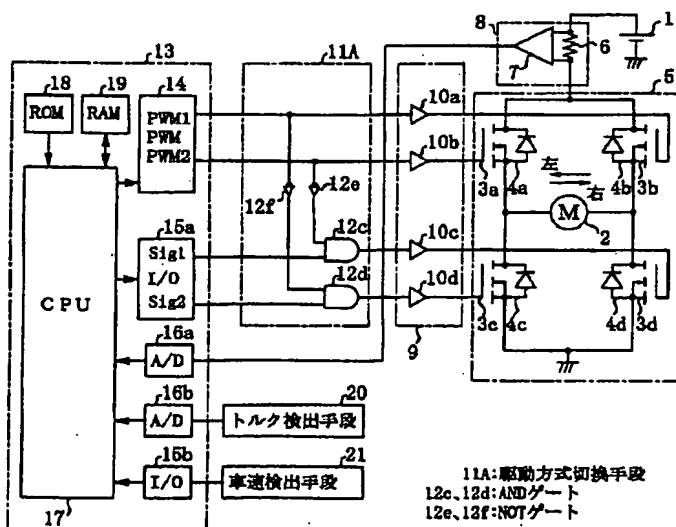 13
11A
8
1
18
19
14
7
6
9
5
ROM
RAM
PWM1
PWM
PWM2
10a
10b
12f
12e
左
右
3a
4a
4b
3b
M
2
15a
12c
10c
Sig1
I/O
Sig2
12d
10d
CPU
3c
4c
4d
3d
16a
A/D
16b
20
A/D
トルク検出手段
15b
21
I/O
車速検出手段
17
11A:駆動方式切換手段
12c、12d:ANDゲート
12e、12f:NOTゲート